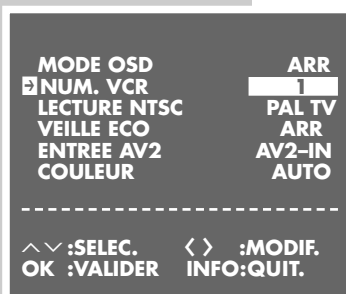 MODE OSD ARR
NUM. VCR 1
LECTURE NTSC PAL TV
VEILLE ECO ARR
ENTREE AV2 AV2–IN
COULEUR AUTO
:SELEC. :MODIF.
OK :VALIDER INFO:QUIT.